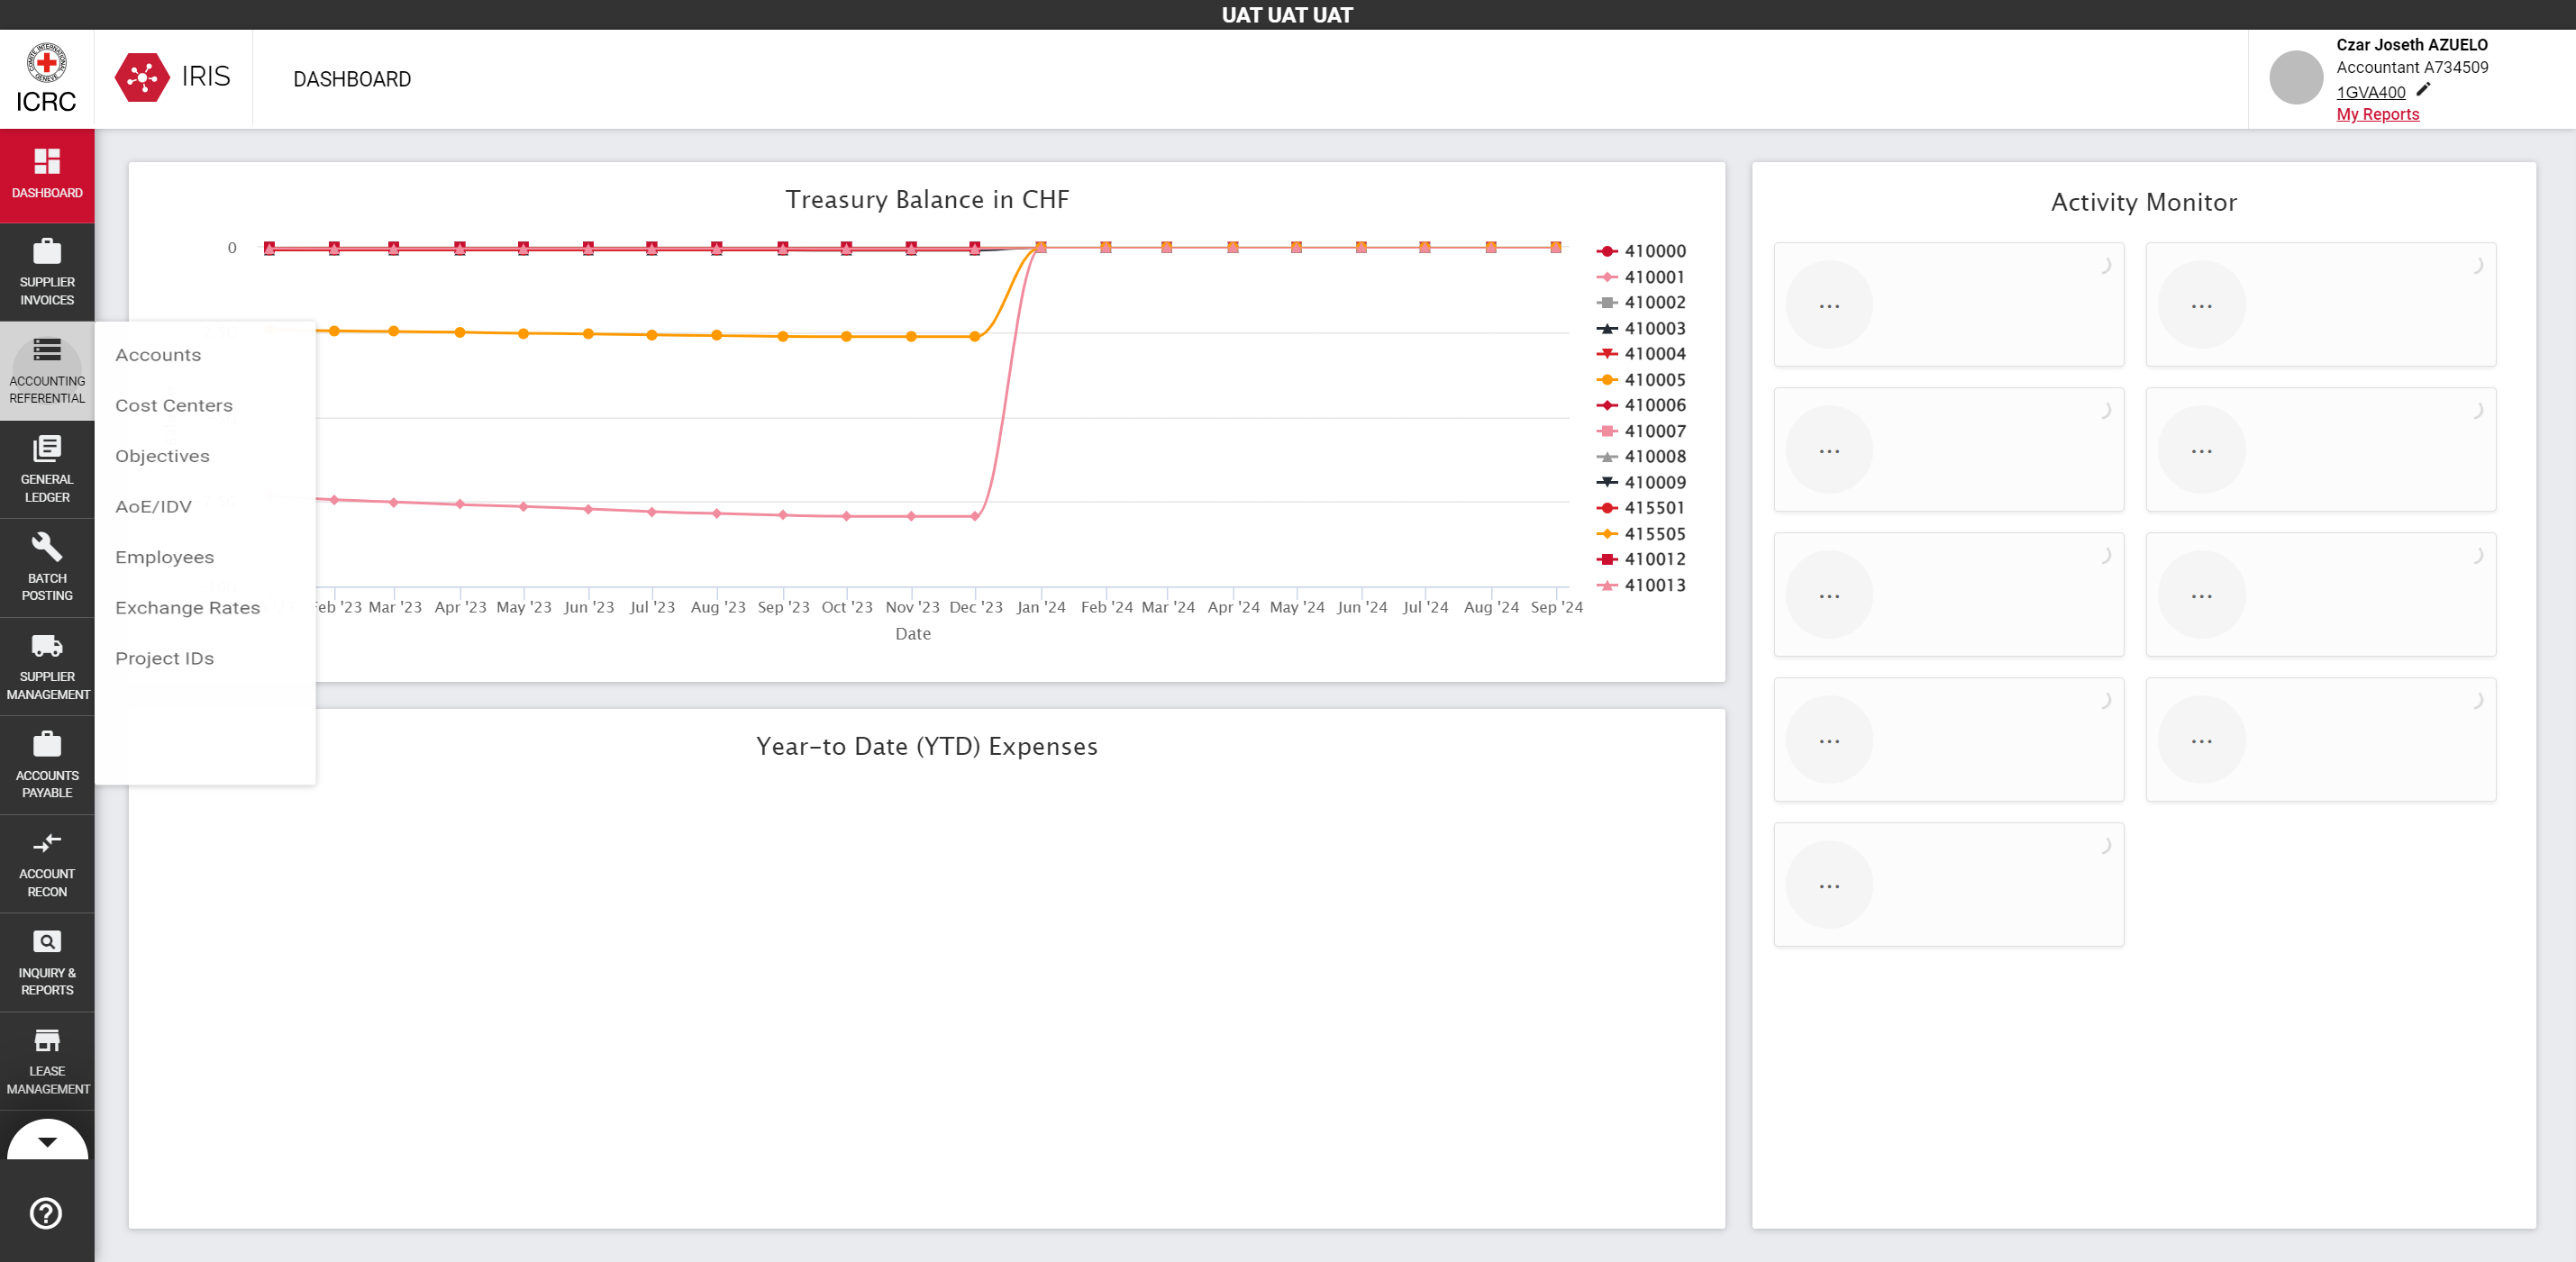 UAT UAT UAT
ICRC
IRIS
DASHBOARD
Czar Joseth AZUELO
Accountant A734509
1GVA400
My Reports
DASHBOARD
SUPPLIER
INVOICES
ACCOUNTING
REFERENTIAL
GENERAL
LEDGER
BATCH
POSTING
SUPPLIER
MANAGEMENT
ACCOUNTS
PAYABLE
ACCOUNT
RECON
INQUIRY &
REPORTS
LEASE
MANAGEMENT
Accounts
Cost Centers
Objectives
AoE/IDV
Employees
Exchange Rates
Project IDs
Treasury Balance in CHF
0
Feb '23 Mar '23 Apr '23 May '23 Jun '23 Jul '23 Aug '23 Sep '23 Oct '23 Nov '23 Dec '23 Jan '24 Feb '24 Mar '24 Apr '24 May '24 Jun '24 Jul '24 Aug '24 Sep '24
Date
410000
410001
410002
410003
410004
410005
410006
410007
410008
410009
415501
415505
410012
410013
Year-to Date (YTD) Expenses
Activity Monitor
... ...
... ...
... ...
... ...
...